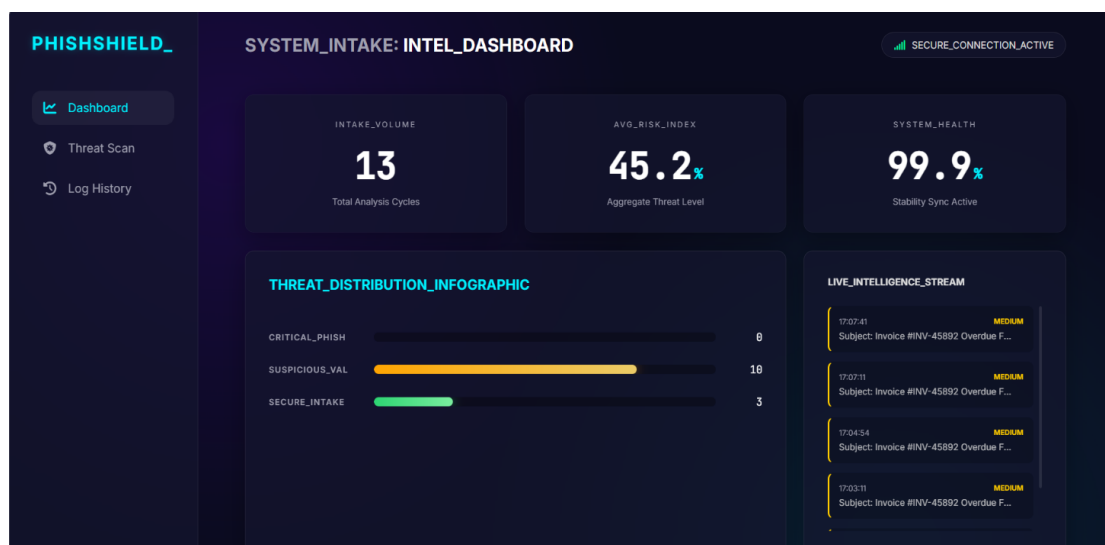 PHISHSHIELD_
Dashboard
Threat Scan
Log History
SYSTEM_INTAKE: INTEL_DASHBOARD
SECURE_CONNECTION_ACTIVE
INTAKE_VOLUME
13
Total Analysis Cycles
AVG_RISK_INDEX
45.2%
Aggregate Threat Level
SYSTEM_HEALTH
99.9%
Stability Sync Active
THREAT_DISTRIBUTION_INFOGRAPHIC
CRITICAL_PHISH 0
SUSPICIOUS_VAL 10
SECURE_INTAKE 3
LIVE_INTELLIGENCE_STREAM
17:07:41 MEDIUM
Subject: Invoice #INV-45892 Overdue F...
17:07:11 MEDIUM
Subject: Invoice #INV-45892 Overdue F...
17:04:54 MEDIUM
Subject: Invoice #INV-45892 Overdue F...
17:03:11 MEDIUM
Subject: Invoice #INV-45892 Overdue F...